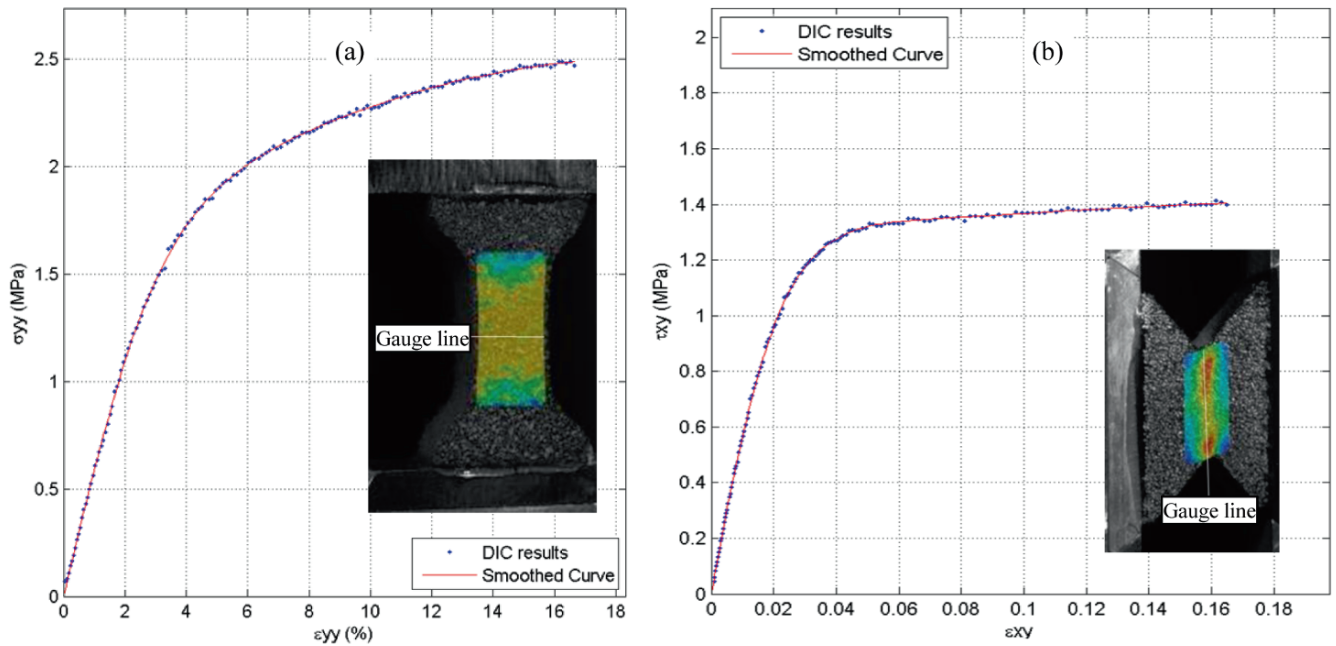 (a)
2.5
2
1.5
1
0.5
0
σyy (MPa)
0 2 4 6 8 10 12 14 16 18
εyy (%)
Gauge line
DIC results
Smoothed Curve
(b)
DIC results
Smoothed Curve
2
1.8
1.6
1.4
1.2
1
0.8
0.6
0.4
0.2
0
τxy (MPa)
0 0.02 0.04 0.06 0.08 0.1 0.12 0.14 0.16 0.18
εxy
Gauge line